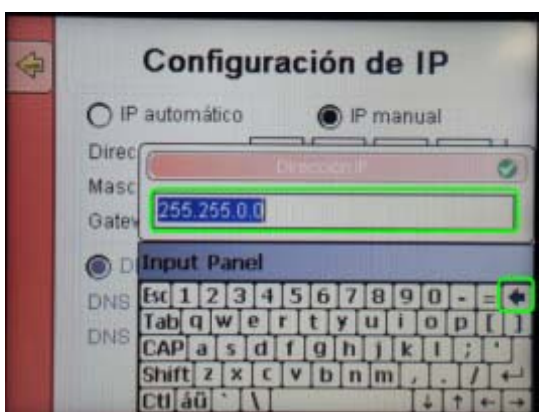 Configuración de IP
IP automático IP manual
Direc
Dirección IP
Masc
255.255.0.0
Gatew
Input Panel
DNS Esc 1 2 3 4 5 6 7 8 9 0 - =
Tab q w e r t y u i o p [ ]
DNS CAP a s d f g h j k l ; '
Shift z x c v b n m , . /
Ctl áü ` \